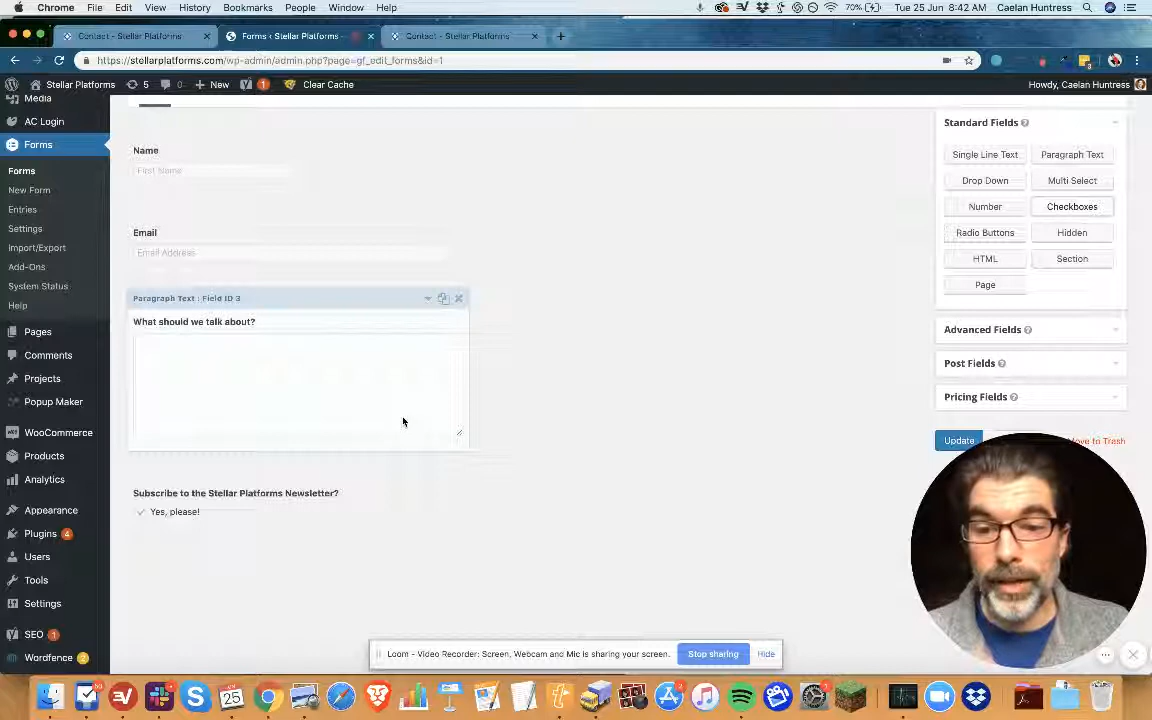 Chrome File Edit View History Bookmarks People Window Help 70% Tue 25 Jun 8:42 AM Caelan Huntress
Contact - Stellar Platforms × Forms ‹ Stellar Platforms × Contact - Stellar Platforms × +
https://stellarplatforms.com/wp-admin/admin.php?page=gf_edit_forms&id=1
Stellar Platforms 5 0 + New 1 Clear Cache Howdy, Caelan Huntress
Media
AC Login
Forms
Forms
New Form
Entries
Settings
Import/Export
Add-Ons
System Status
Help
Pages
Comments
Projects
Popup Maker
WooCommerce
Products
Analytics
Appearance
Plugins 4
Users
Tools
Settings
SEO 1
Wordfence 2
Name
First Name
Email
Email Address
Paragraph Text : Field ID 3
What should we talk about?
Subscribe to the Stellar Platforms Newsletter?
Yes, please!
Standard Fields
Single Line Text Paragraph Text
Drop Down Multi Select
Number Checkboxes
Radio Buttons Hidden
HTML Section
Page
Advanced Fields
Post Fields
Pricing Fields
Update ove to Trash
Loom - Video Recorder: Screen, Webcam and Mic is sharing your screen. Stop sharing Hide
25